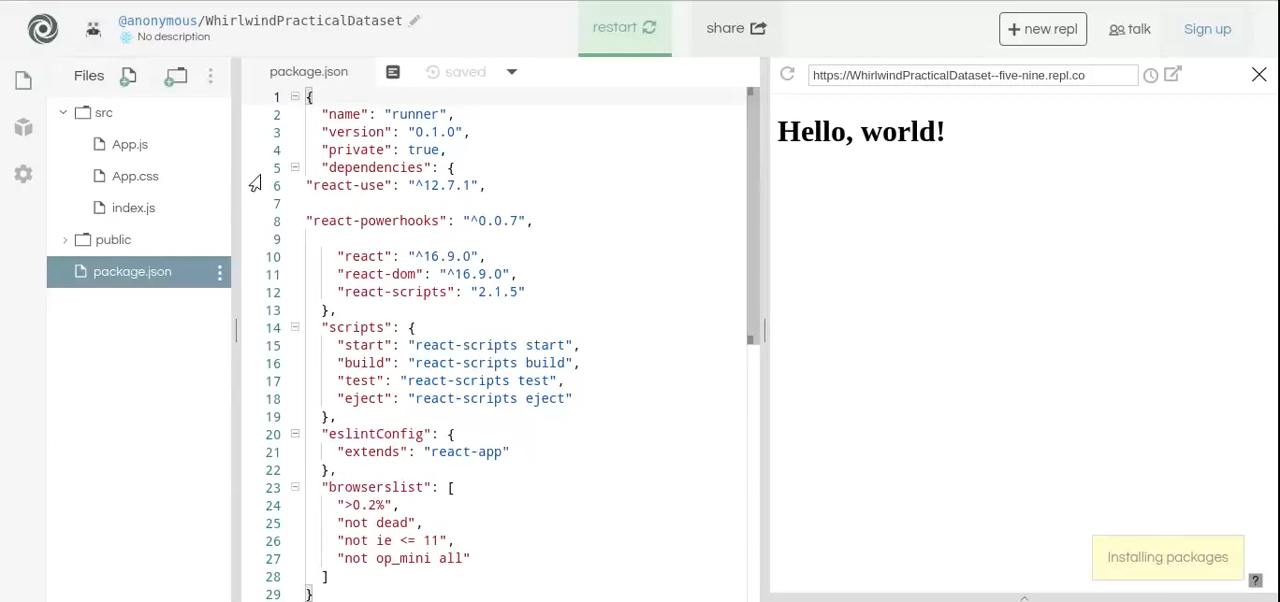 @anonymous/WhirlwindPracticalDataset
No description
restart
share
+ new repl
talk
Sign up
Files
src
App.js
App.css
index.js
public
package.json
package.json
saved
1 {
2 "name": "runner",
3 "version": "0.1.0",
4 "private": true,
5 "dependencies": {
6 "react-use": "^12.7.1",
7
8 "react-powerhooks": "^0.0.7",
9
10 "react": "^16.9.0",
11 "react-dom": "^16.9.0",
12 "react-scripts": "2.1.5"
13 },
14 "scripts": {
15 "start": "react-scripts start",
16 "build": "react-scripts build",
17 "test": "react-scripts test",
18 "eject": "react-scripts eject"
19 },
20 "eslintConfig": {
21 "extends": "react-app"
22 },
23 "browserslist": [
24 ">0.2%",
25 "not dead",
26 "not ie <= 11",
27 "not op_mini all"
28 ]
29 }
https://WhirlwindPracticalDataset--five-nine.repl.co
Hello, world!
Installing packages
?